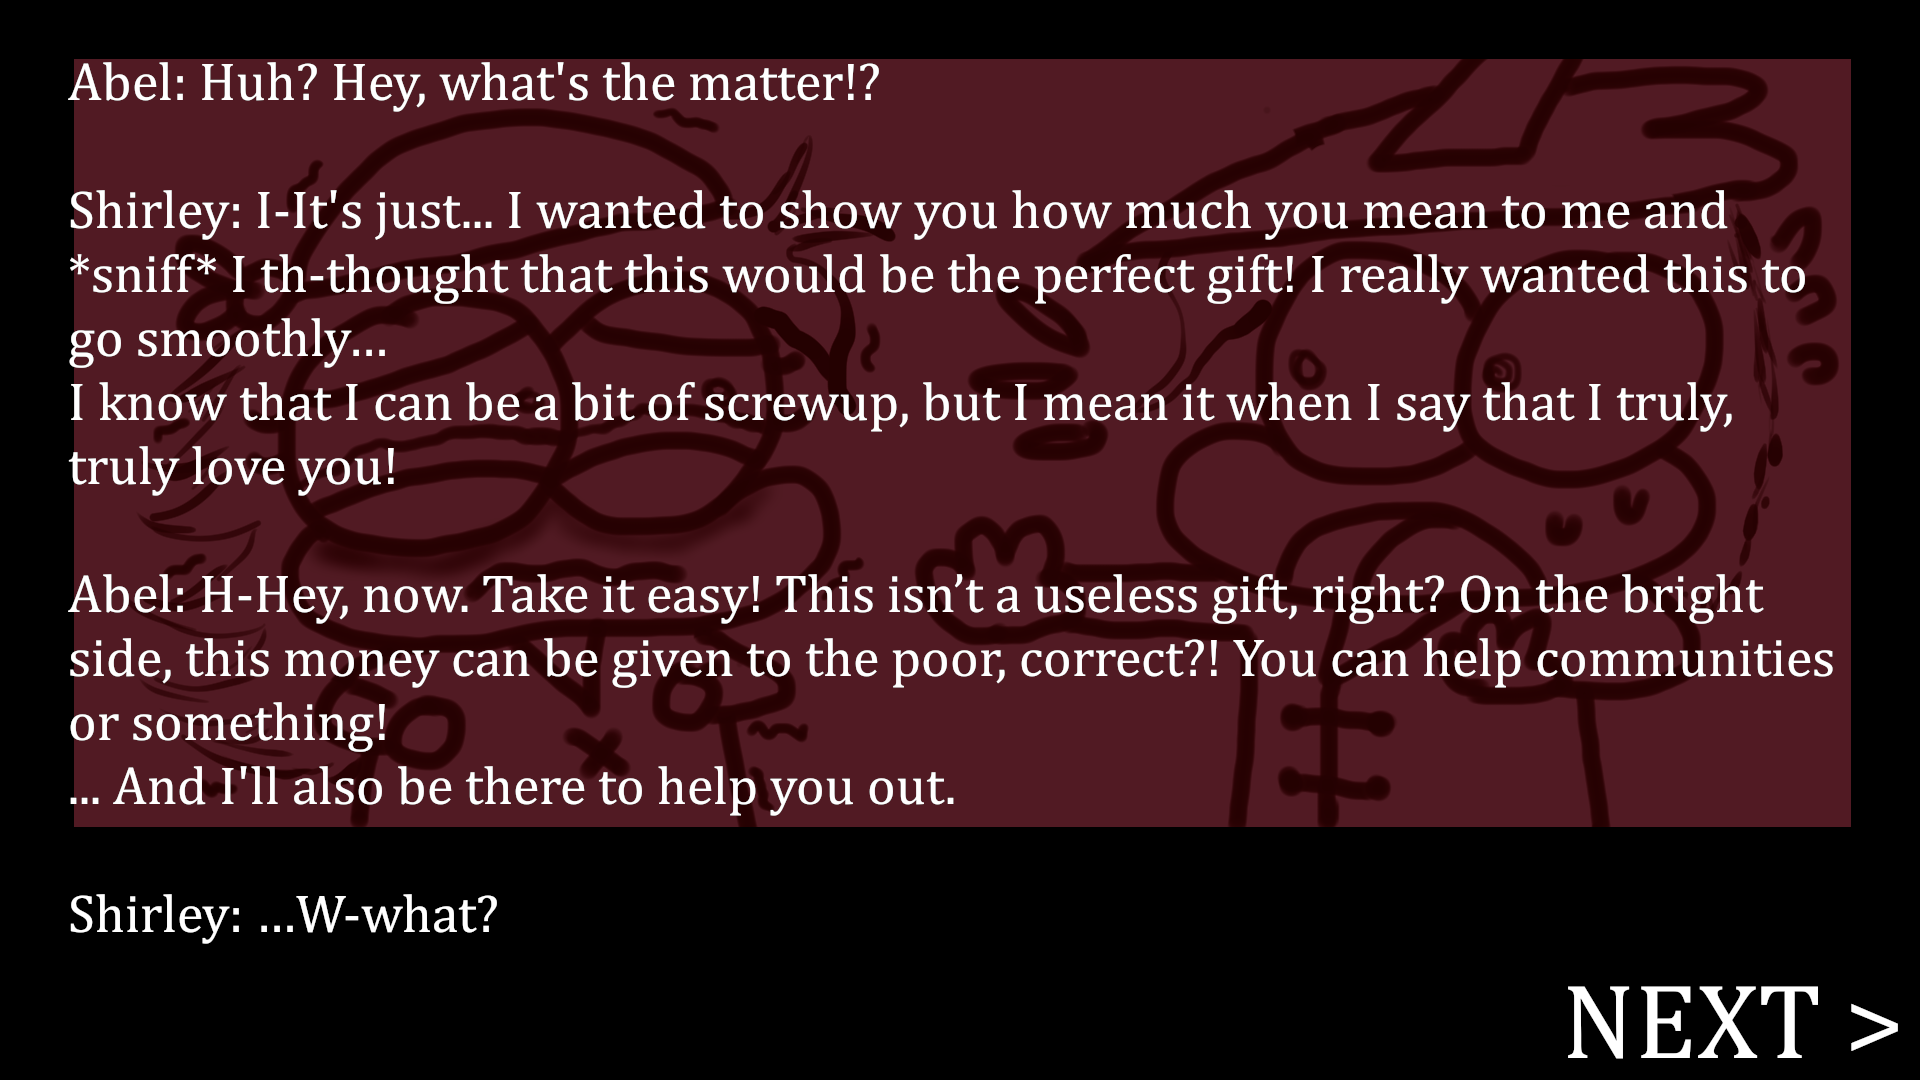 Abel: Huh? Hey, what's the matter!?
Shirley: I-It's just... I wanted to show you how much you mean to me and
*sniff* I th-thought that this would be the perfect gift! I really wanted this to
go smoothly…
I know that I can be a bit of screwup, but I mean it when I say that I truly,
truly love you!
Abel: H-Hey, now. Take it easy! This isn’t a useless gift, right? On the bright
side, this money can be given to the poor, correct?! You can help communities
or something!
... And I'll also be there to help you out.
Shirley: …W-what?
NEXT >